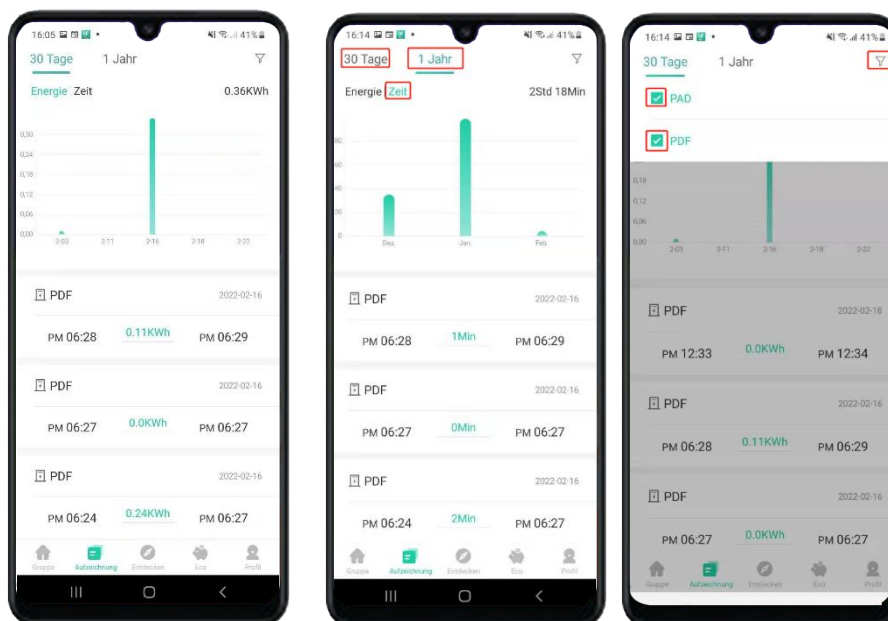 16:05 41%
30 Tage 1 Jahr
Energie Zeit 0.36KWh
0,30
0,24
0,18
0,12
0,06
0,00
2-03 2-11 2-16 2-18 2-22
PDF 2022-02-16
PM 06:28 0.11KWh PM 06:29
PDF 2022-02-16
PM 06:27 0.0KWh PM 06:27
PDF 2022-02-16
PM 06:24 0.24KWh PM 06:27
Gruppe Aufzeichnung Entdecken Eco Profil
16:14 41%
30 Tage 1 Jahr
Energie Zeit 2Std 18Min
80
60
40
20
0
Dez. Jan. Feb.
PDF 2022-02-16
PM 06:28 1Min PM 06:29
PDF 2022-02-16
PM 06:27 0Min PM 06:27
PDF 2022-02-16
PM 06:24 2Min PM 06:27
Gruppe Aufzeichnung Entdecken Eco Profil
16:14 41%
30 Tage 1 Jahr
PAD
PDF
0,18
0,12
0,06
0,00
2-03 2-11 2-16 2-18 2-22
PDF 2022-02-18
PM 12:33 0.0KWh PM 12:34
PDF 2022-02-16
PM 06:28 0.11KWh PM 06:29
PDF 2022-02-16
PM 06:27 0.0KWh PM 06:27
Gruppe Aufzeichnung Entdecken Eco Profil